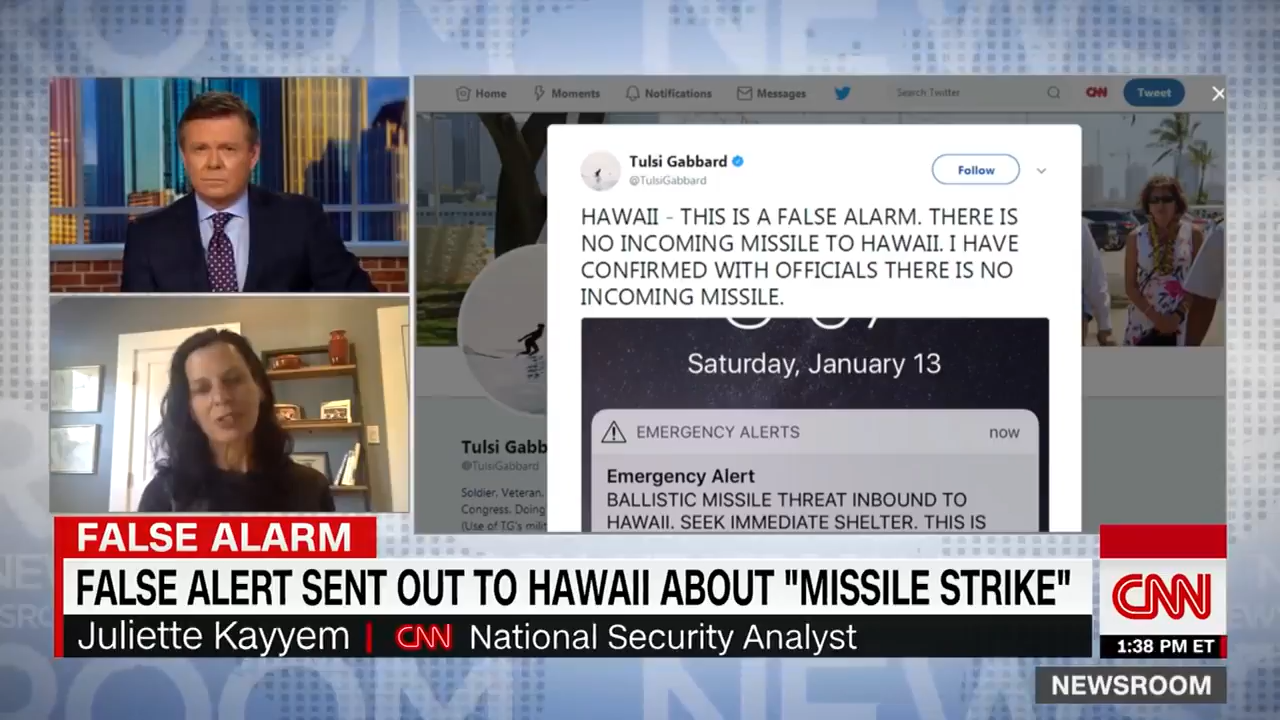 Home
Moments
Notifications
Messages
Search Twitter
CNN
Tweet
Tulsi Gabbard
@TulsiGabbard
Follow
HAWAII - THIS IS A FALSE ALARM. THERE IS
NO INCOMING MISSILE TO HAWAII. I HAVE
CONFIRMED WITH OFFICIALS THERE IS NO
INCOMING MISSILE.
Saturday, January 13
EMERGENCY ALERTS
now
Emergency Alert
BALLISTIC MISSILE THREAT INBOUND TO
HAWAII. SEEK IMMEDIATE SHELTER. THIS IS
Tulsi Gabb
@TulsiGabbard
Soldier. Veteran.
Congress. Doing
(Use of TG's mili
FALSE ALARM
FALSE ALERT SENT OUT TO HAWAII ABOUT "MISSILE STRIKE"
Juliette Kayyem | CNN National Security Analyst
CNN
1:38 PM ET
NEWSROOM